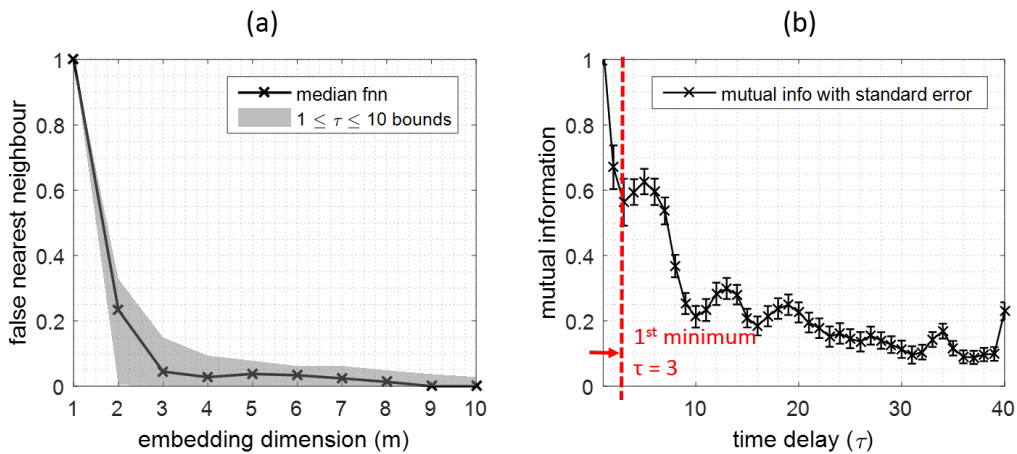 (a)
(b)
false nearest neighbour
1
0.8
0.6
0.4
0.2
0
median fnn
1 ≤ τ ≤ 10 bounds
1 2 3 4 5 6 7 8 9 10
embedding dimension (m)
mutual information
1
0.8
0.6
0.4
0.2
0
mutual info with standard error
1st minimum
τ = 3
10 20 30 40
time delay (τ)